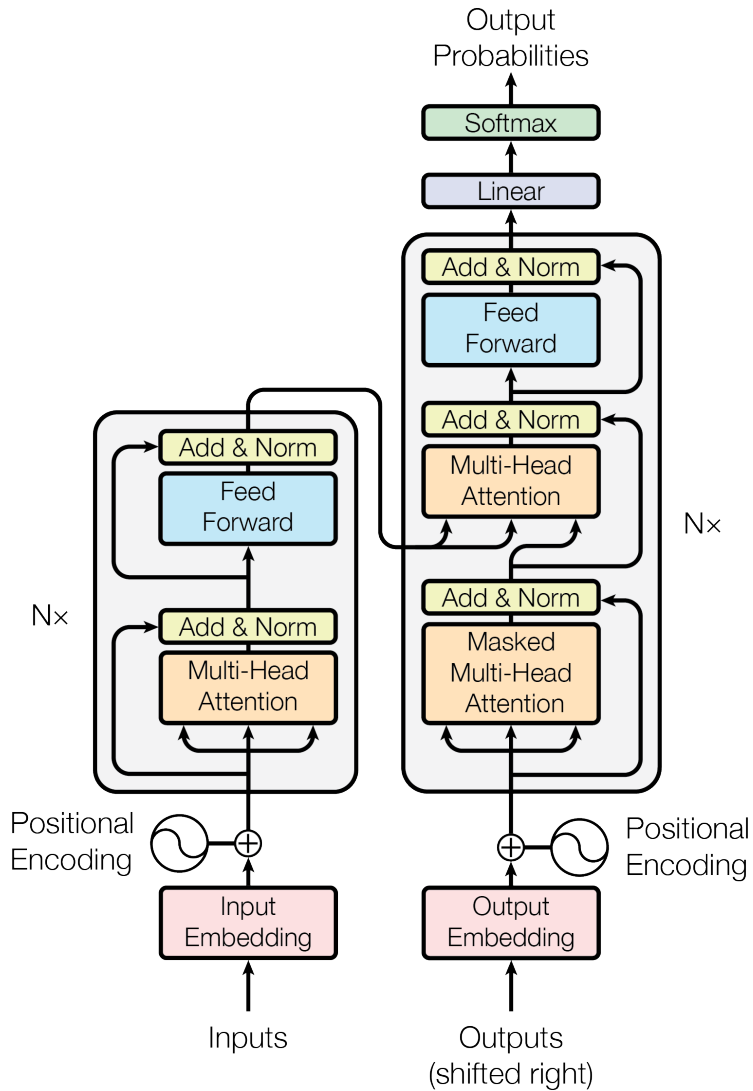 Output
Probabilities
Softmax
Linear
Add & Norm
Feed
Forward
Add & Norm
Multi-Head
Attention
Nx
Add & Norm
Masked
Multi-Head
Attention
Add & Norm
Feed
Forward
Nx
Add & Norm
Multi-Head
Attention
Positional
Encoding
Positional
Encoding
Input
Embedding
Output
Embedding
Inputs
Outputs
(shifted right)